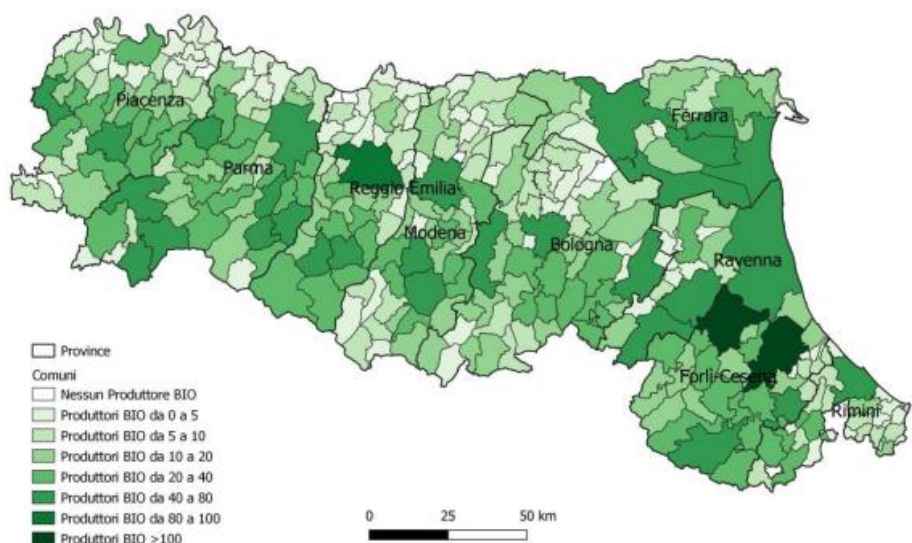 Piacenza
Ferrara
Parma
Reggio Emilia
Modena
Bologna
Ravenna
Forlì-Cesena
Rimini
Province
Comuni
Nessun Produttore BIO
Produttori BIO da 0 a 5
Produttori BIO da 5 a 10
Produttori BIO da 10 a 20
Produttori BIO da 20 a 40
Produttori BIO da 40 a 80
Produttori BIO da 80 a 100
Produttori BIO >100
0 25 50 km